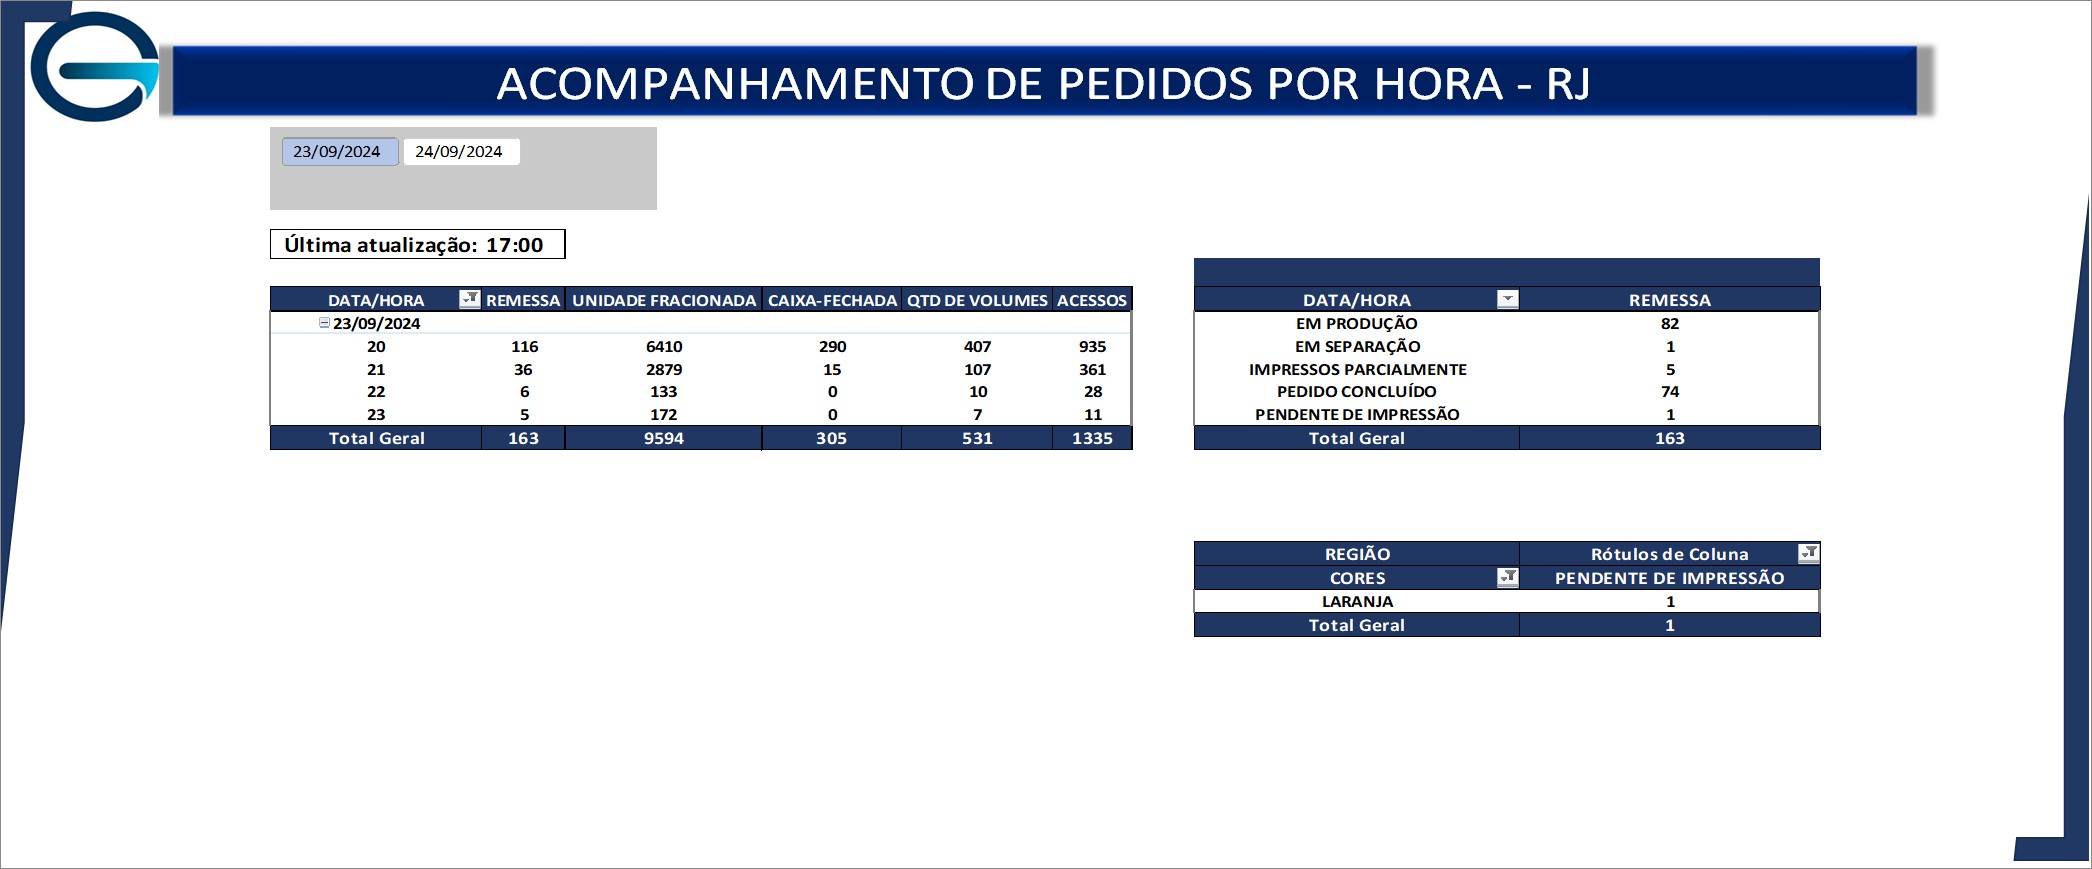 ACOMPANHAMENTO DE PEDIDOS POR HORA - RJ
23/09/2024 24/09/2024
Última atualização: 17:00
DATA/HORA REMESSA UNIDADE FRACIONADA CAIXA-FECHADA QTD DE VOLUMES ACESSOS
23/09/2024
20 116 6410 290 407 935
21 36 2879 15 107 361
22 6 133 0 10 28
23 5 172 0 7 11
Total Geral 163 9594 305 531 1335
DATA/HORA REMESSA
EM PRODUÇÃO 82
EM SEPARAÇÃO 1
IMPRESSOS PARCIALMENTE 5
PEDIDO CONCLUÍDO 74
PENDENTE DE IMPRESSÃO 1
Total Geral 163
REGIÃO Rótulos de Coluna
CORES PENDENTE DE IMPRESSÃO
LARANJA 1
Total Geral 1